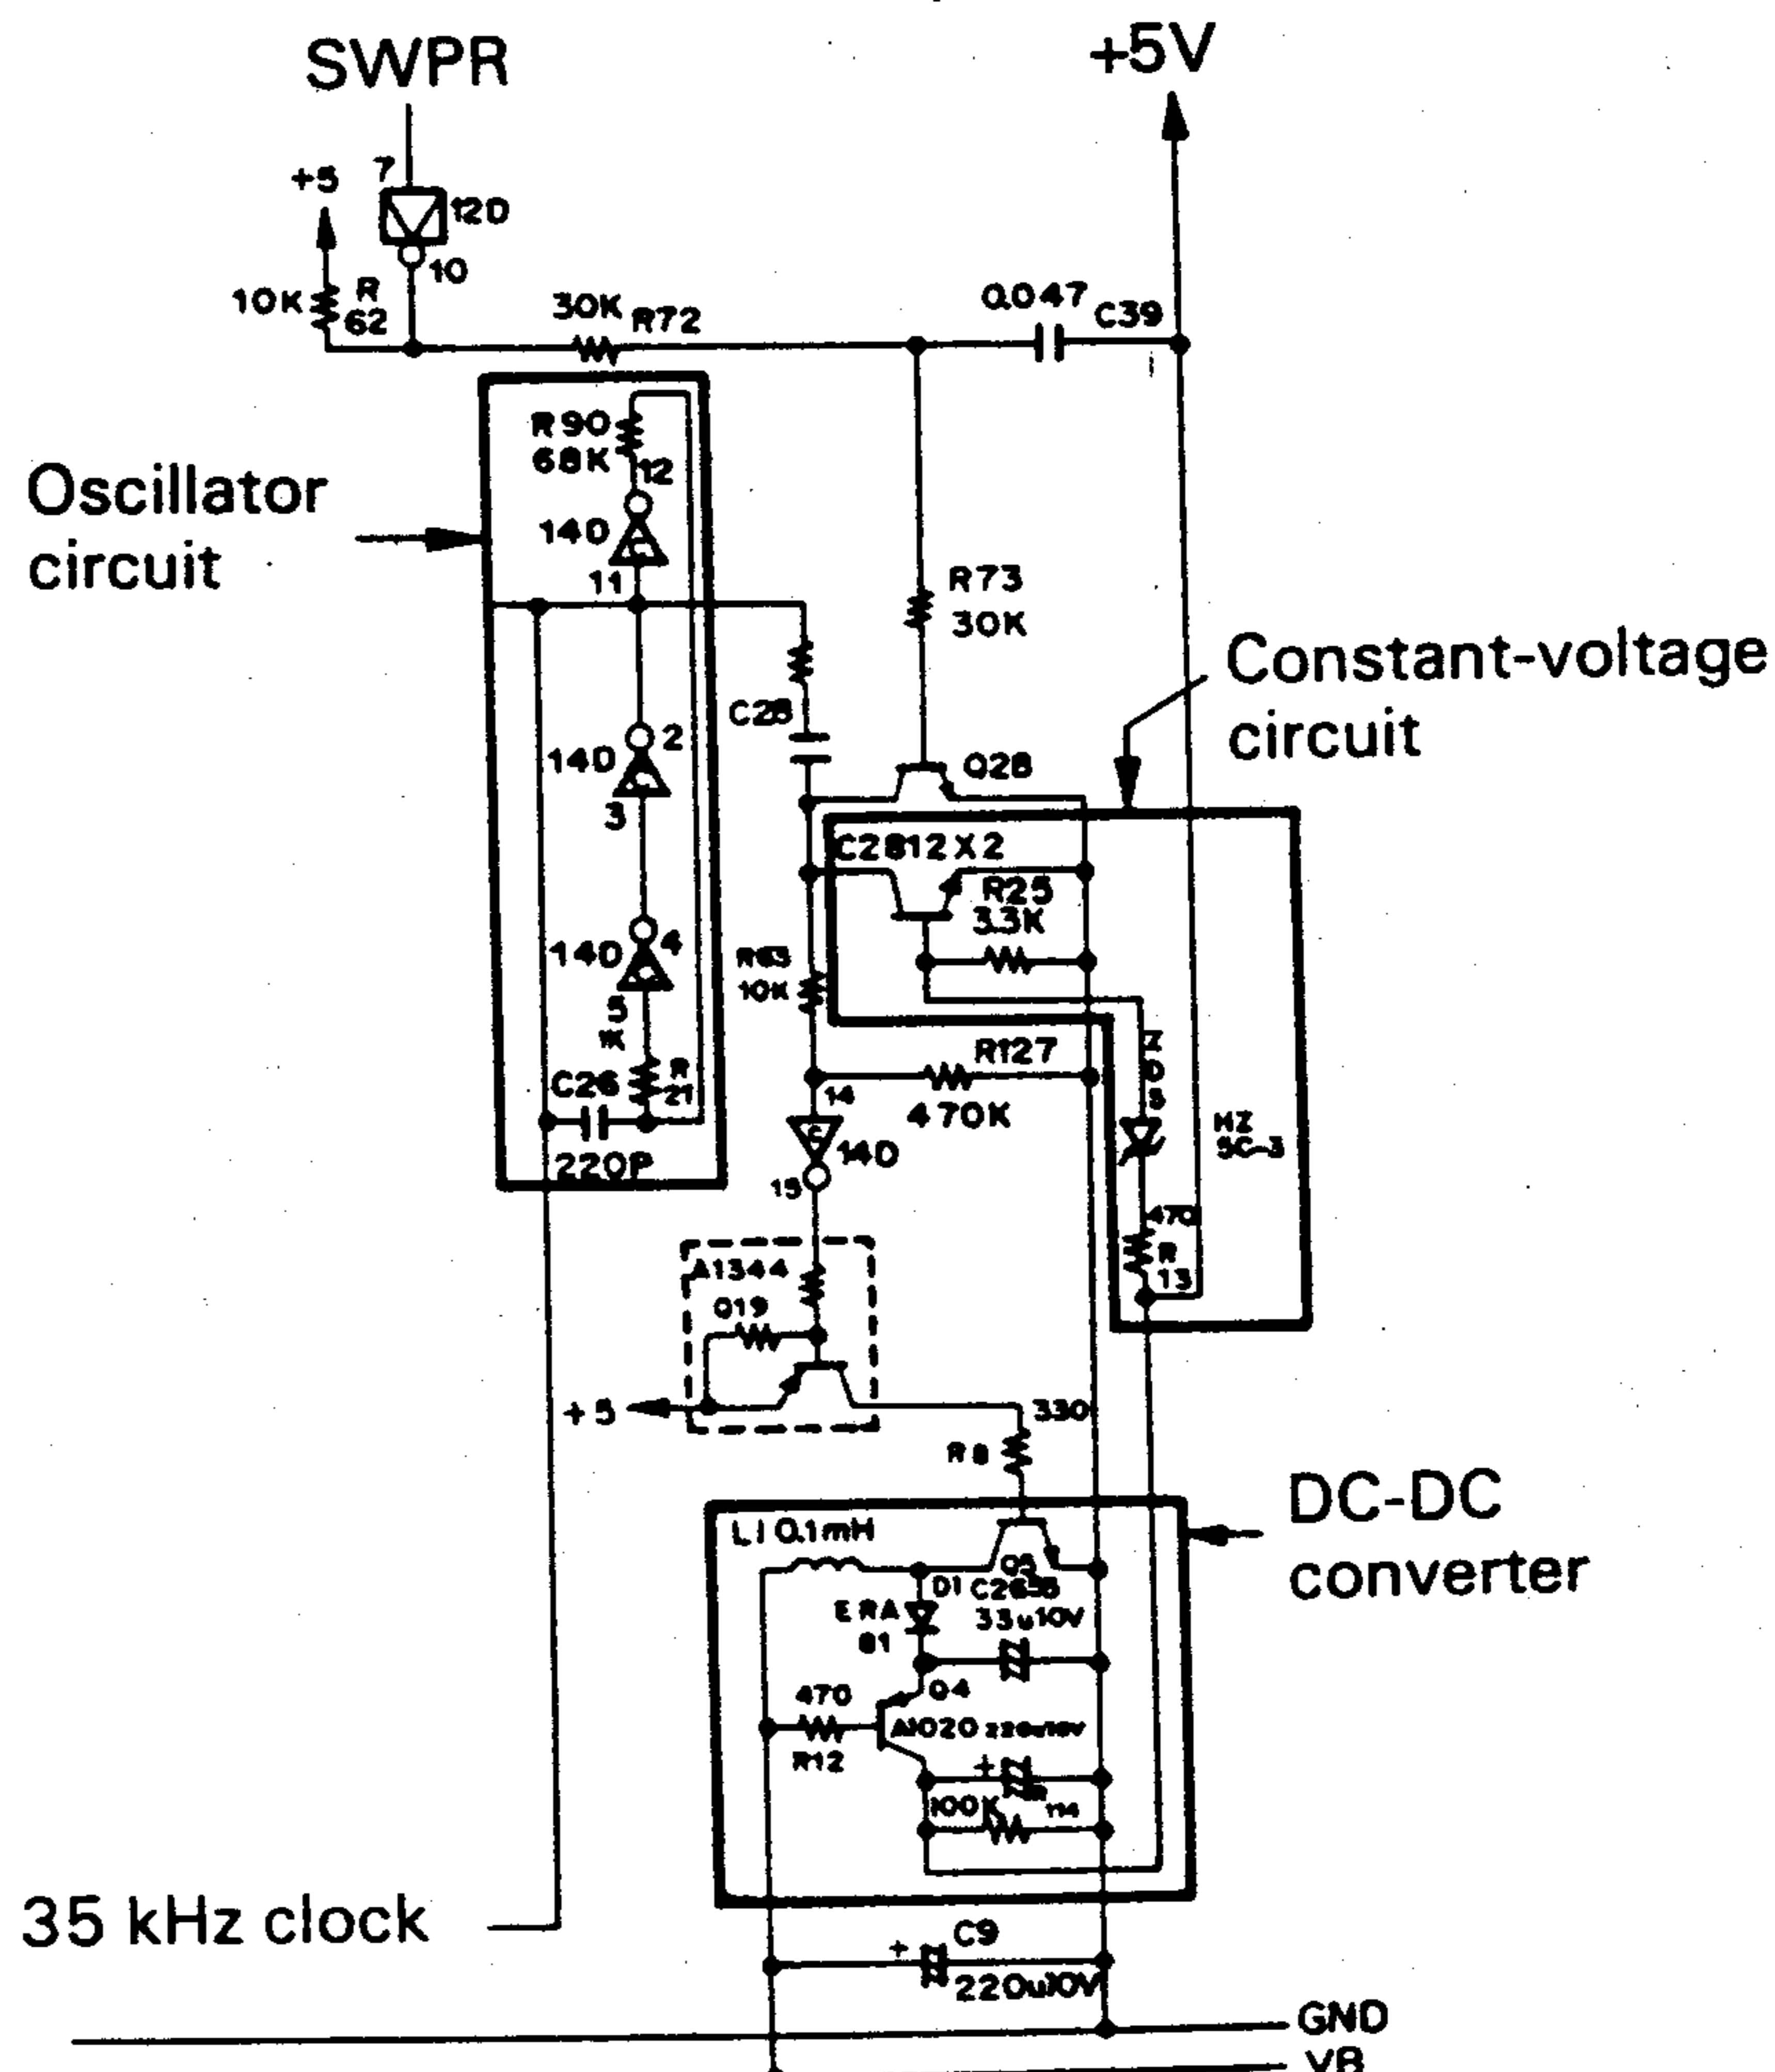 SWPR
+5V
+5
7
120
10
10K
R
62
30K
R72
0.047
C39
R90
68K
12
Oscillator
circuit
140
11
R73
30K
Constant-voltage
circuit
C28
140
2
3
Q28
C2812X2
R25
3.3K
140
4
5
1K
R63
10K
C26
R
21
220P
R127
470K
14
140
15
Z
D
HZ
5C-3
470
R
13
A1344
Q19
+5
330
R8
DC-DC
converter
L1 0.1mH
D1
ERA
81
33u10V
470
Q4
A1020
220u10V
R12
+
100K
114
35 kHz clock
+
C9
220u10V
GND
VB